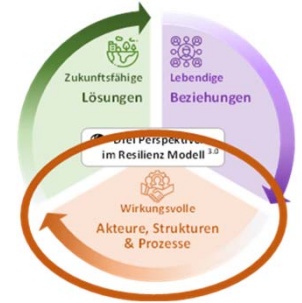 Zukunftsfähige
Lösungen
Lebendige
Beziehungen
Drei Perspektiven
im Resilienz Modell 3.0
Wirkungsvolle
Akteure, Strukturen
& Prozesse